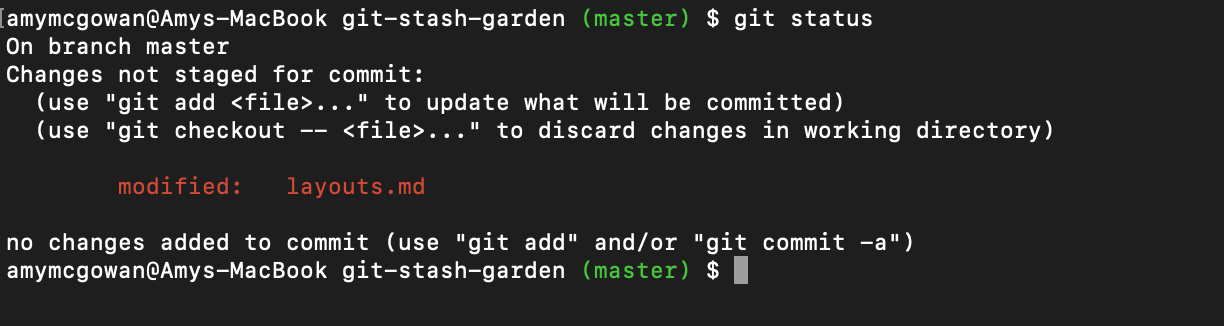 amymcgowan@Amys-MacBook git-stash-garden (master) $ git status
On branch master
Changes not staged for commit:
  (use "git add <file>..." to update what will be committed)
  (use "git checkout -- <file>..." to discard changes in working directory)

        modified:   layouts.md

no changes added to commit (use "git add" and/or "git commit -a")
amymcgowan@Amys-MacBook git-stash-garden (master) $